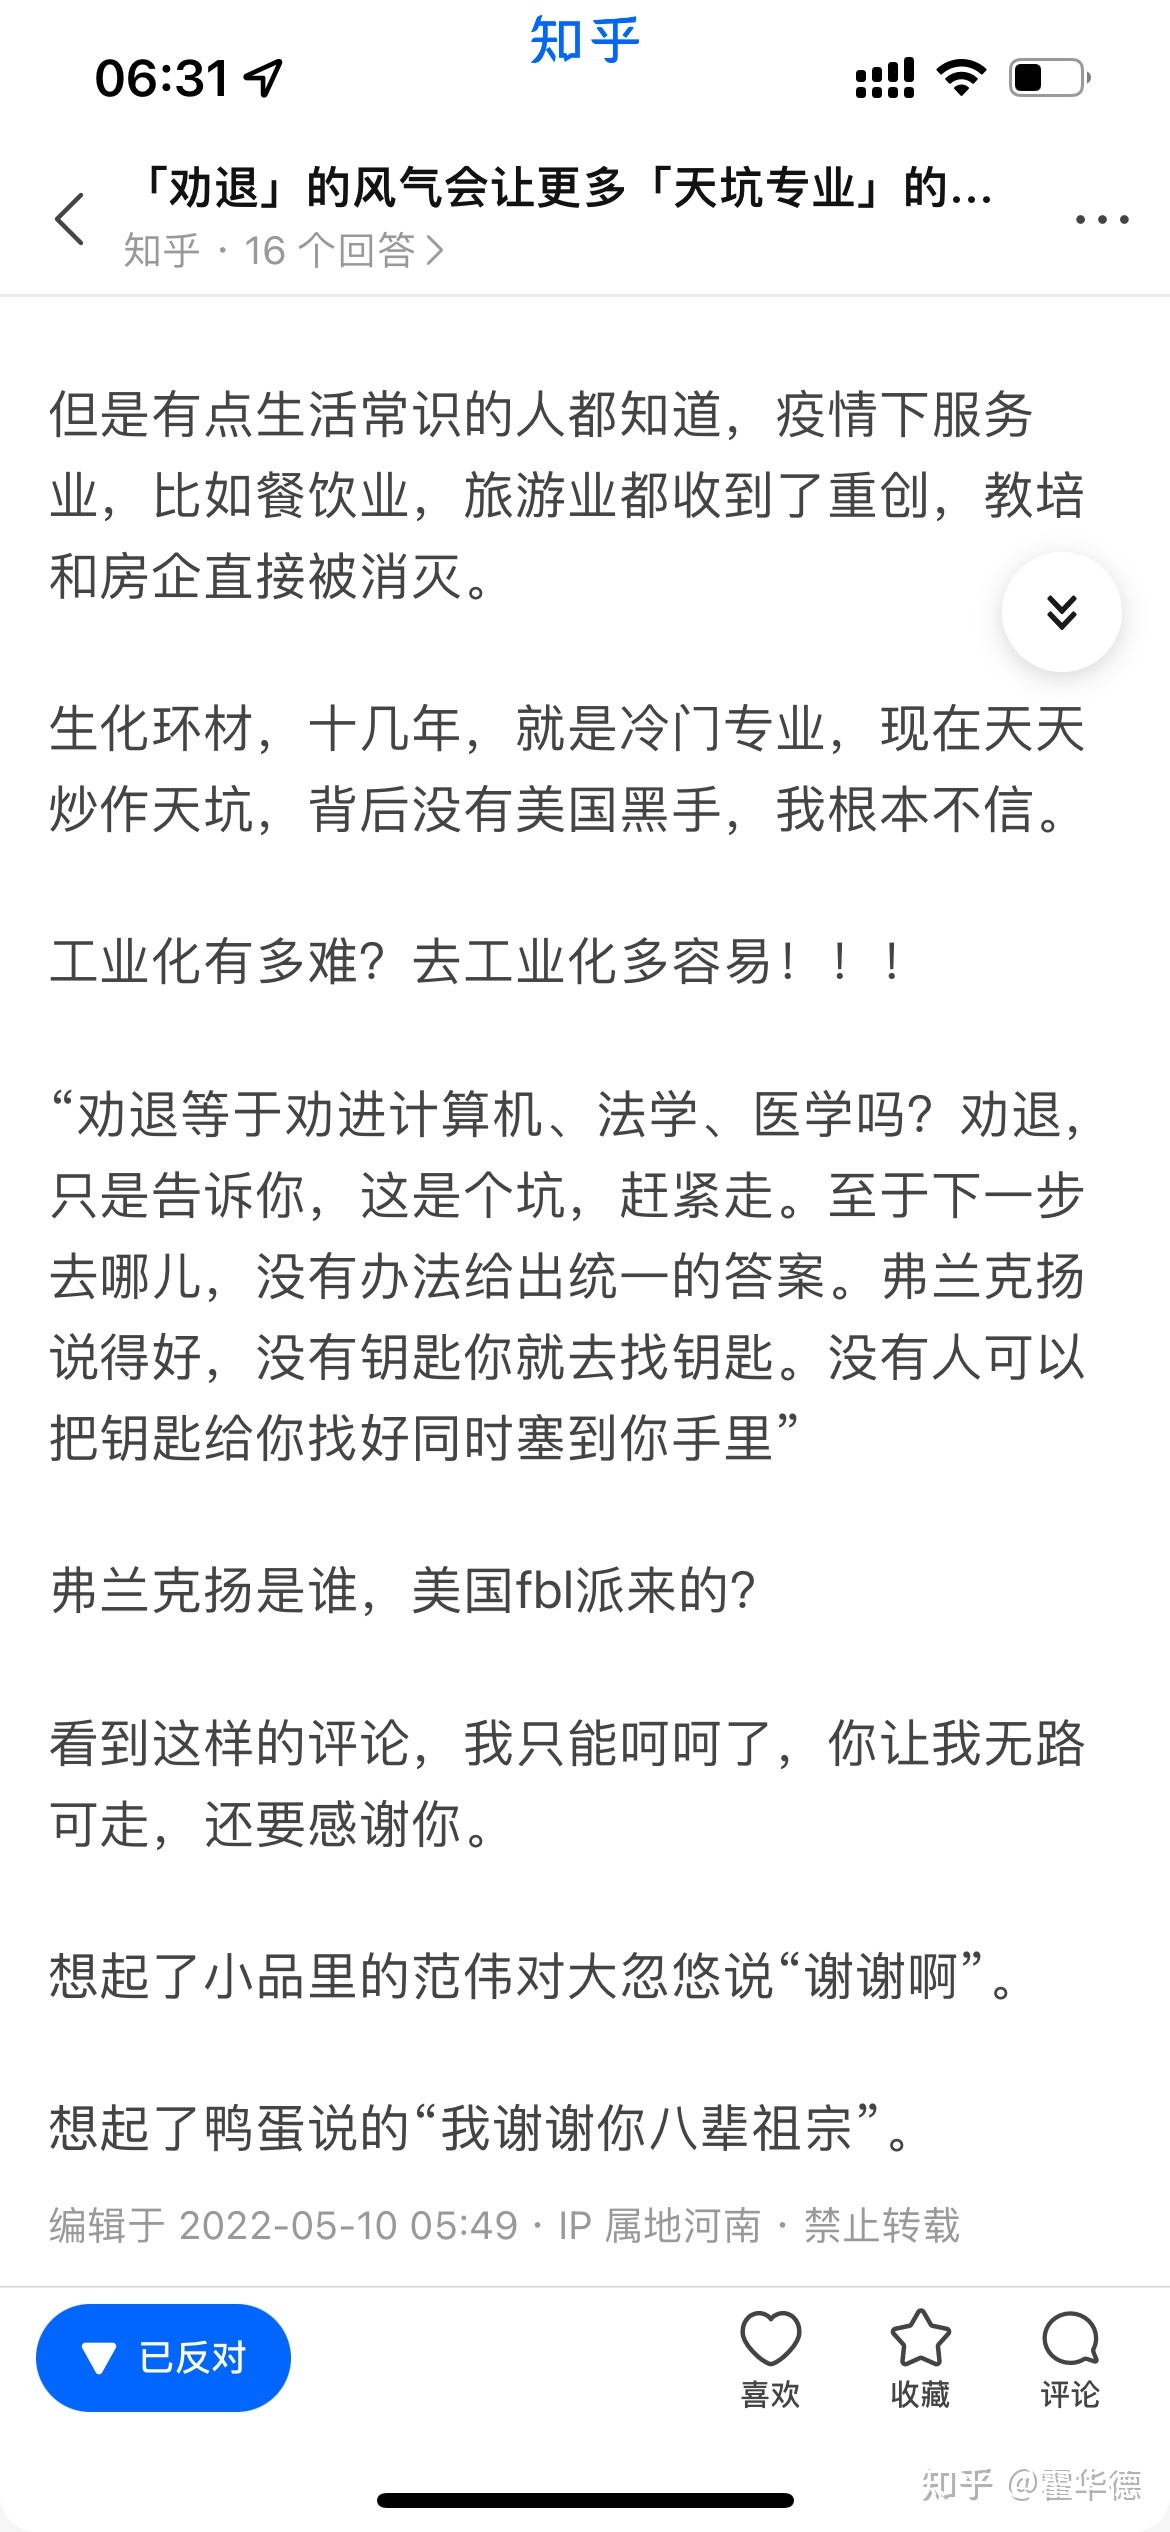 知乎
06:31
「劝退」的风气会让更多「天坑专业」的...
知乎 · 16 个回答
但是有点生活常识的人都知道，疫情下服务
业，比如餐饮业，旅游业都收到了重创，教培
和房企直接被消灭。
生化环材，十几年，就是冷门专业，现在天天
炒作天坑，背后没有美国黑手，我根本不信。
工业化有多难？去工业化多容易！！！
“劝退等于劝进计算机、法学、医学吗？劝退，
只是告诉你，这是个坑，赶紧走。至于下一步
去哪儿，没有办法给出统一的答案。弗兰克扬
说得好，没有钥匙你就去找钥匙。没有人可以
把钥匙给你找好同时塞到你手里”
弗兰克扬是谁，美国fbl派来的？
看到这样的评论，我只能呵呵了，你让我无路
可走，还要感谢你。
想起了小品里的范伟对大忽悠说“谢谢啊”。
想起了鸭蛋说的“我谢谢你八辈祖宗”。
编辑于 2022-05-10 05:49 · IP 属地河南 · 禁止转载
已反对
喜欢
收藏
评论
知乎 @霍华德